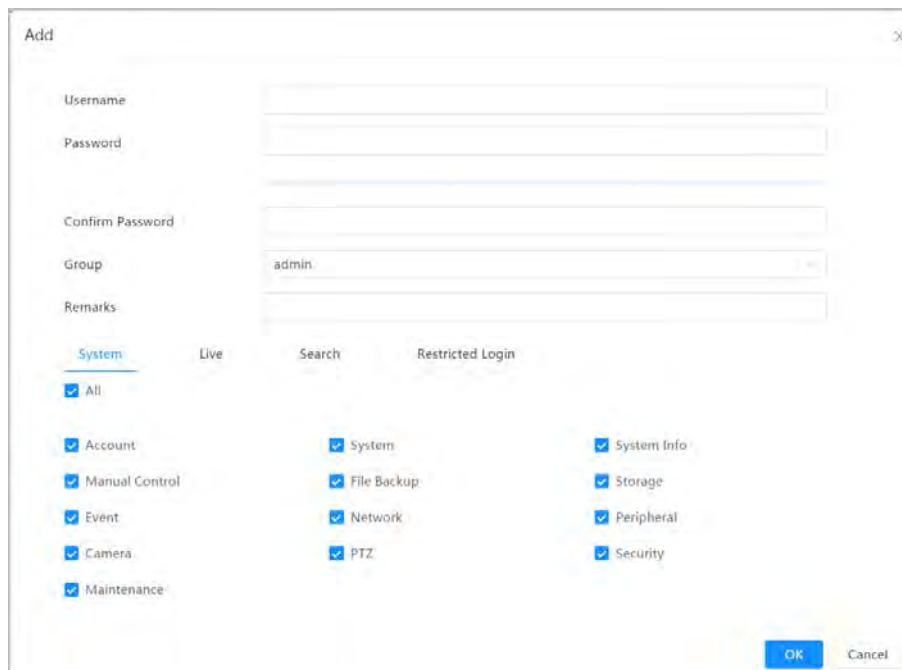 Add
Username
Password
Confirm Password
Group admin
Remarks
System Live Search Restricted Login
All
Account System System Info
Manual Control File Backup Storage
Event Network Peripheral
Camera PTZ Security
Maintenance
OK Cancel